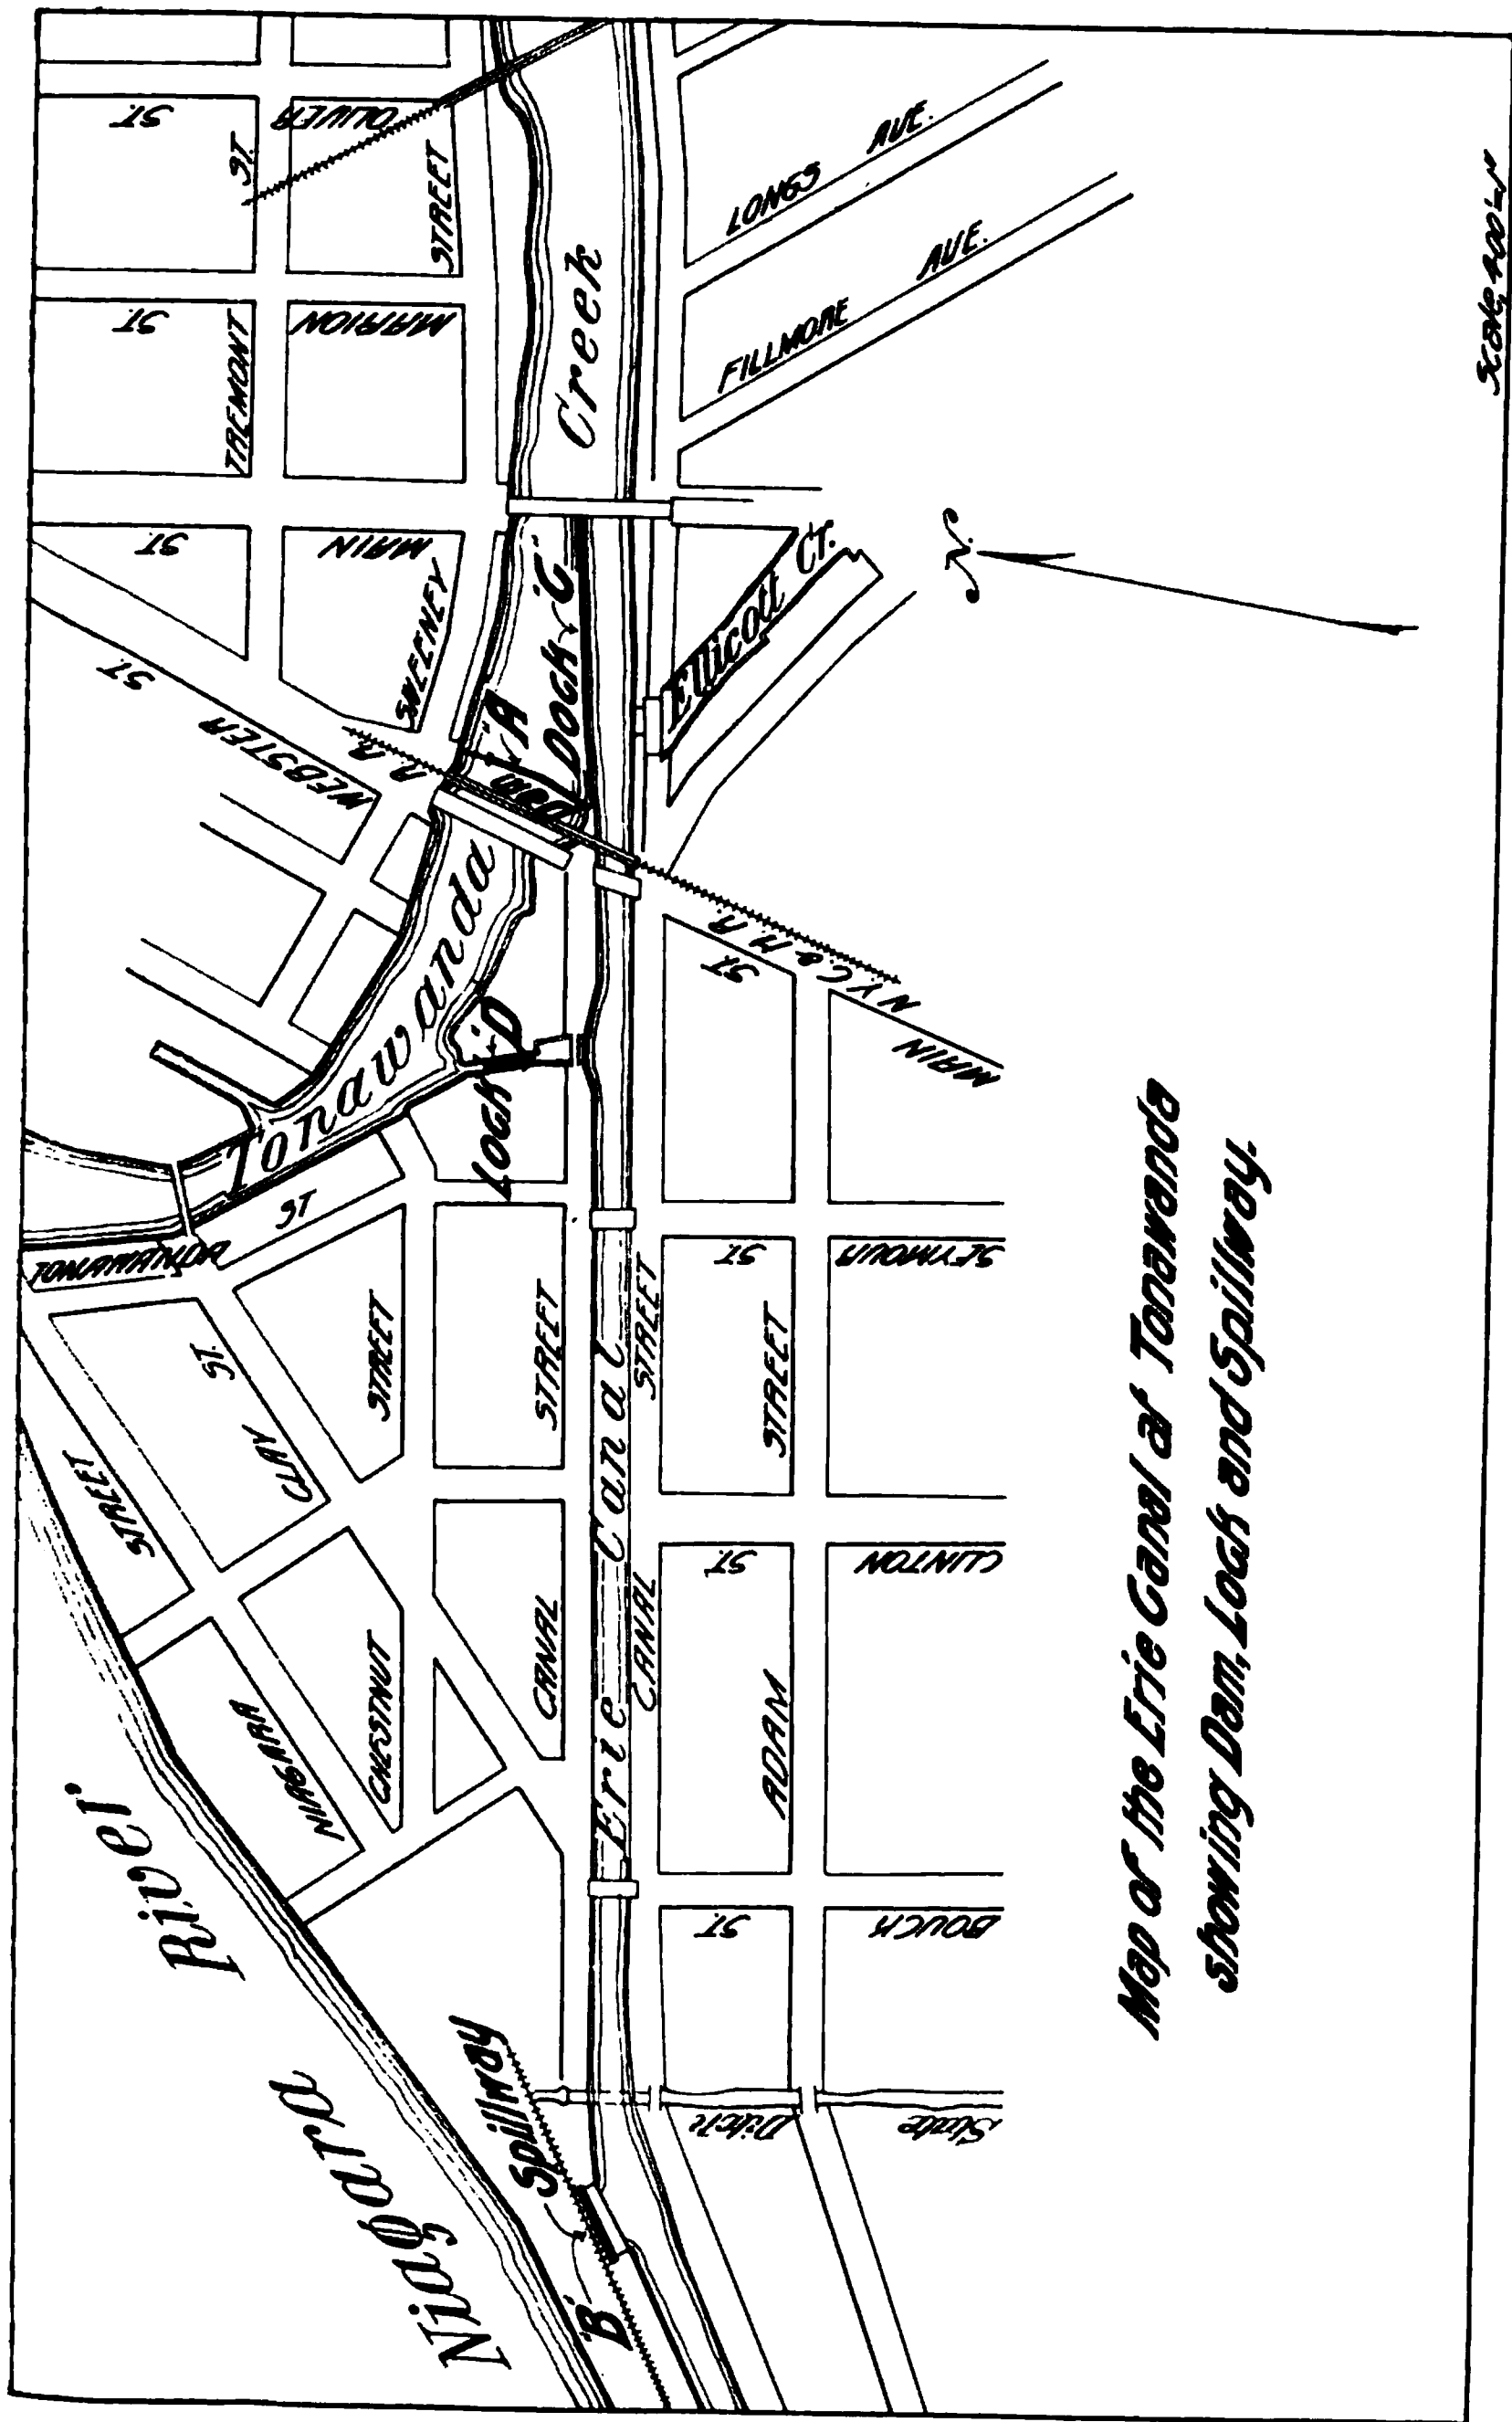 Map of the Erie Canal at Tonawanda
showing Dam, Lock and Spillway.
Niagara River
"B" Spillway
Erie Canal
Tonawanda Creek
Ellicott Cr.
Dam "A"
Dock "C"
Lock "D"
State Ditch
BOUCK ST.
CLINTON ST.
SEYMOUR ST.
MAIN ST.
N.Y.C. & H.R.
R.R.
ADAM STREET
CANAL STREET
CANAL STREET
CHESTNUT STREET
NIAGARA STREET
CLAY ST.
TONAWANDA ST
WEBSTER ST
SWEENEY STREET
MAIN ST
TREMONT ST.
MARION ST
OLIVER ST.
LONGS AVE.
FILLMORE AVE.
N.
Scale 400'=1"